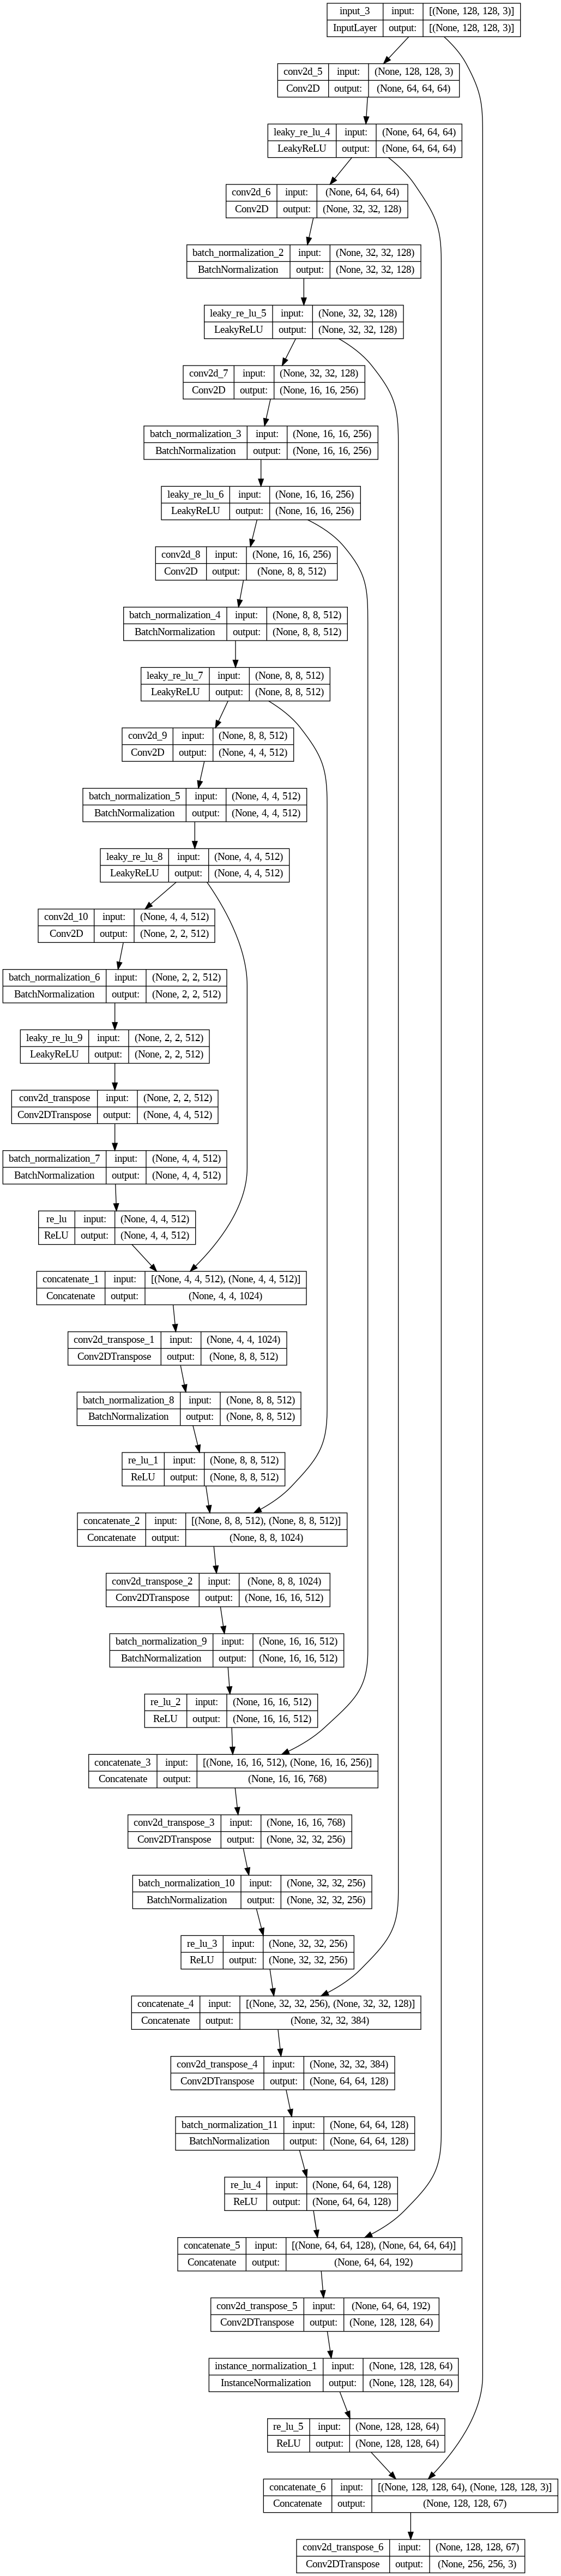 input_3 input: [(None, 128, 128, 3)]
InputLayer output: [(None, 128, 128, 3)]
conv2d_5 input: (None, 128, 128, 3)
Conv2D output: (None, 64, 64, 64)
leaky_re_lu_4 input: (None, 64, 64, 64)
LeakyReLU output: (None, 64, 64, 64)
conv2d_6 input: (None, 64, 64, 64)
Conv2D output: (None, 32, 32, 128)
batch_normalization_2 input: (None, 32, 32, 128)
BatchNormalization output: (None, 32, 32, 128)
leaky_re_lu_5 input: (None, 32, 32, 128)
LeakyReLU output: (None, 32, 32, 128)
conv2d_7 input: (None, 32, 32, 128)
Conv2D output: (None, 16, 16, 256)
batch_normalization_3 input: (None, 16, 16, 256)
BatchNormalization output: (None, 16, 16, 256)
leaky_re_lu_6 input: (None, 16, 16, 256)
LeakyReLU output: (None, 16, 16, 256)
conv2d_8 input: (None, 16, 16, 256)
Conv2D output: (None, 8, 8, 512)
batch_normalization_4 input: (None, 8, 8, 512)
BatchNormalization output: (None, 8, 8, 512)
leaky_re_lu_7 input: (None, 8, 8, 512)
LeakyReLU output: (None, 8, 8, 512)
conv2d_9 input: (None, 8, 8, 512)
Conv2D output: (None, 4, 4, 512)
batch_normalization_5 input: (None, 4, 4, 512)
BatchNormalization output: (None, 4, 4, 512)
leaky_re_lu_8 input: (None, 4, 4, 512)
LeakyReLU output: (None, 4, 4, 512)
conv2d_10 input: (None, 4, 4, 512)
Conv2D output: (None, 2, 2, 512)
batch_normalization_6 input: (None, 2, 2, 512)
BatchNormalization output: (None, 2, 2, 512)
leaky_re_lu_9 input: (None, 2, 2, 512)
LeakyReLU output: (None, 2, 2, 512)
conv2d_transpose input: (None, 2, 2, 512)
Conv2DTranspose output: (None, 4, 4, 512)
batch_normalization_7 input: (None, 4, 4, 512)
BatchNormalization output: (None, 4, 4, 512)
re_lu input: (None, 4, 4, 512)
ReLU output: (None, 4, 4, 512)
concatenate_1 input: [(None, 4, 4, 512), (None, 4, 4, 512)]
Concatenate output: (None, 4, 4, 1024)
conv2d_transpose_1 input: (None, 4, 4, 1024)
Conv2DTranspose output: (None, 8, 8, 512)
batch_normalization_8 input: (None, 8, 8, 512)
BatchNormalization output: (None, 8, 8, 512)
re_lu_1 input: (None, 8, 8, 512)
ReLU output: (None, 8, 8, 512)
concatenate_2 input: [(None, 8, 8, 512), (None, 8, 8, 512)]
Concatenate output: (None, 8, 8, 1024)
conv2d_transpose_2 input: (None, 8, 8, 1024)
Conv2DTranspose output: (None, 16, 16, 512)
batch_normalization_9 input: (None, 16, 16, 512)
BatchNormalization output: (None, 16, 16, 512)
re_lu_2 input: (None, 16, 16, 512)
ReLU output: (None, 16, 16, 512)
concatenate_3 input: [(None, 16, 16, 512), (None, 16, 16, 256)]
Concatenate output: (None, 16, 16, 768)
conv2d_transpose_3 input: (None, 16, 16, 768)
Conv2DTranspose output: (None, 32, 32, 256)
batch_normalization_10 input: (None, 32, 32, 256)
BatchNormalization output: (None, 32, 32, 256)
re_lu_3 input: (None, 32, 32, 256)
ReLU output: (None, 32, 32, 256)
concatenate_4 input: [(None, 32, 32, 256), (None, 32, 32, 128)]
Concatenate output: (None, 32, 32, 384)
conv2d_transpose_4 input: (None, 32, 32, 384)
Conv2DTranspose output: (None, 64, 64, 128)
batch_normalization_11 input: (None, 64, 64, 128)
BatchNormalization output: (None, 64, 64, 128)
re_lu_4 input: (None, 64, 64, 128)
ReLU output: (None, 64, 64, 128)
concatenate_5 input: [(None, 64, 64, 128), (None, 64, 64, 64)]
Concatenate output: (None, 64, 64, 192)
conv2d_transpose_5 input: (None, 64, 64, 192)
Conv2DTranspose output: (None, 128, 128, 64)
instance_normalization_1 input: (None, 128, 128, 64)
InstanceNormalization output: (None, 128, 128, 64)
re_lu_5 input: (None, 128, 128, 64)
ReLU output: (None, 128, 128, 64)
concatenate_6 input: [(None, 128, 128, 64), (None, 128, 128, 3)]
Concatenate output: (None, 128, 128, 67)
conv2d_transpose_6 input: (None, 128, 128, 67)
Conv2DTranspose output: (None, 256, 256, 3)